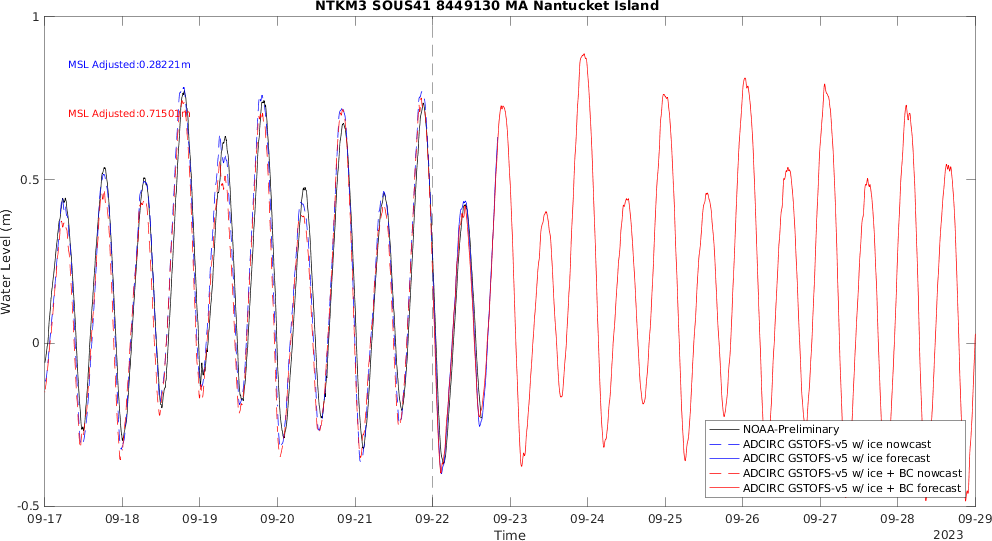 NTKM3 SOUS41 8449130 MA Nantucket Island
MSL Adjusted:0.28221m
MSL Adjusted:0.71501m
Water Level (m)
1
0.5
0
-0.5
NOAA-Preliminary
ADCIRC GSTOFS-v5 w/ ice nowcast
ADCIRC GSTOFS-v5 w/ ice forecast
ADCIRC GSTOFS-v5 w/ ice + BC nowcast
ADCIRC GSTOFS-v5 w/ ice + BC forecast
09-17 09-18 09-19 09-20 09-21 09-22 09-23 09-24 09-25 09-26 09-27 09-28 09-29
Time
2023